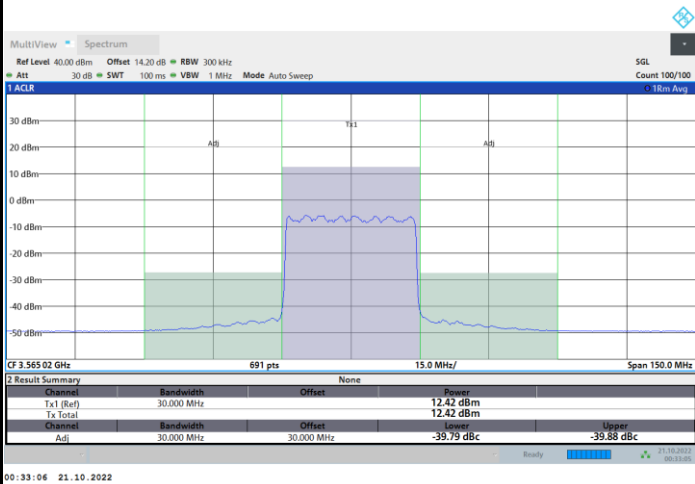 MultiView Spectrum
Ref Level 40.00 dBm Offset 14.20 dB RBW 300 kHz SGL
Att 30 dB SWT 100 ms VBW 1 MHz Mode Auto Sweep Count 100/100
1 ACLR 1Rm Avg
30 dBm
Tx1
20 dBm
Adj Adj
10 dBm
0 dBm
-10 dBm
-20 dBm
-30 dBm
-40 dBm
-50 dBm
CF 3.565 02 GHz 691 pts 15.0 MHz/ Span 150.0 MHz
2 Result Summary None
Channel Bandwidth Offset Power
Tx1 (Ref) 30.000 MHz 12.42 dBm
Tx Total 12.42 dBm
Channel Bandwidth Offset Lower Upper
Adj 30.000 MHz 30.000 MHz -39.79 dBc -39.88 dBc
Ready 21.10.2022
00:33:05
00:33:06 21.10.2022